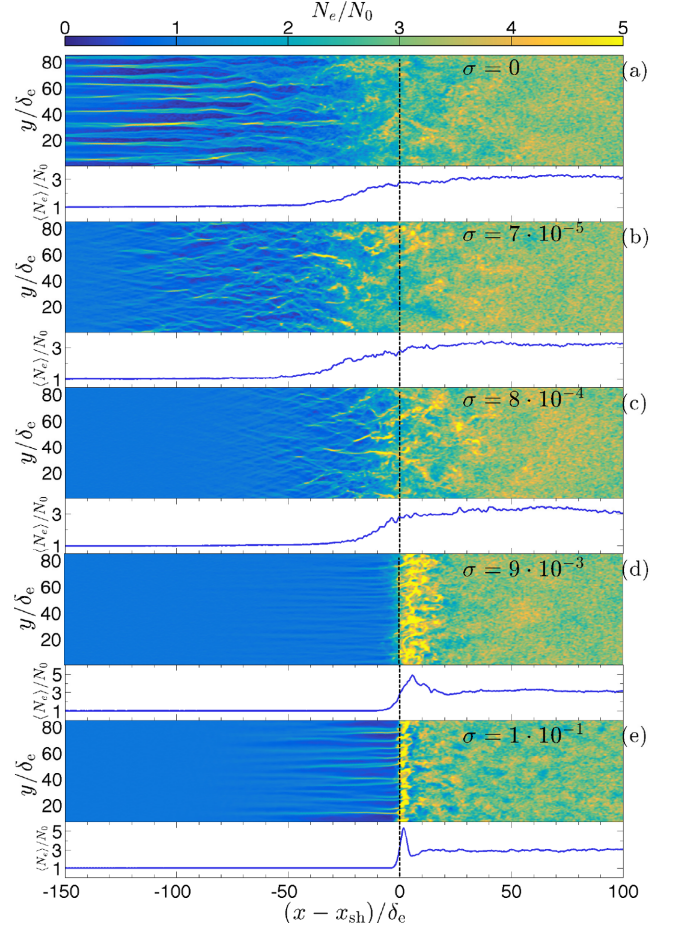 N_e/N_0
0 1 2 3 4 5
80 60 40 20
y/δ_e
σ = 0
(a)
3 1
⟨N_e⟩/N_0
80 60 40 20
y/δ_e
σ = 7 · 10^{-5}
(b)
3 1
⟨N_e⟩/N_0
80 60 40 20
y/δ_e
σ = 8 · 10^{-4}
(c)
3 1
⟨N_e⟩/N_0
80 60 40 20
y/δ_e
σ = 9 · 10^{-3}
(d)
5 3 1
⟨N_e⟩/N_0
80 60 40 20
y/δ_e
σ = 1 · 10^{-1}
(e)
5 3 1
⟨N_e⟩/N_0
-150 -100 -50 0 50 100
(x − x_sh)/δ_e